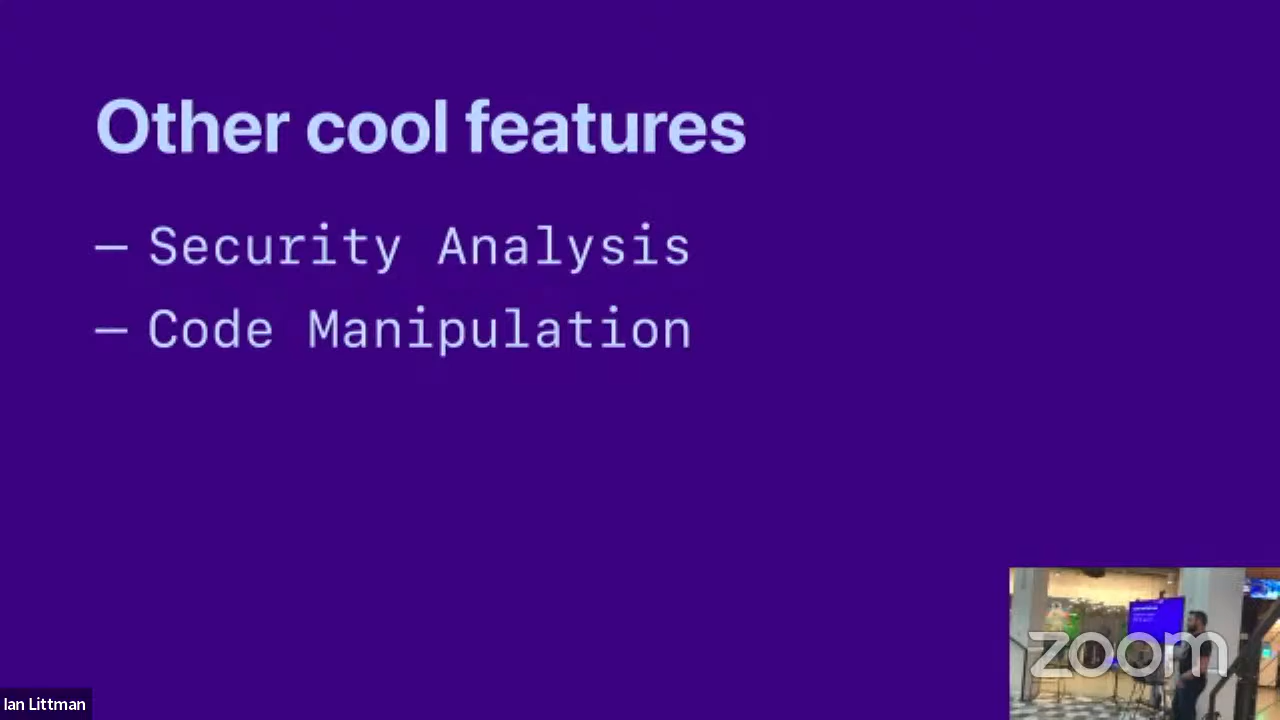 Other cool features
— Security Analysis
— Code Manipulation
zoom
Ian Littman